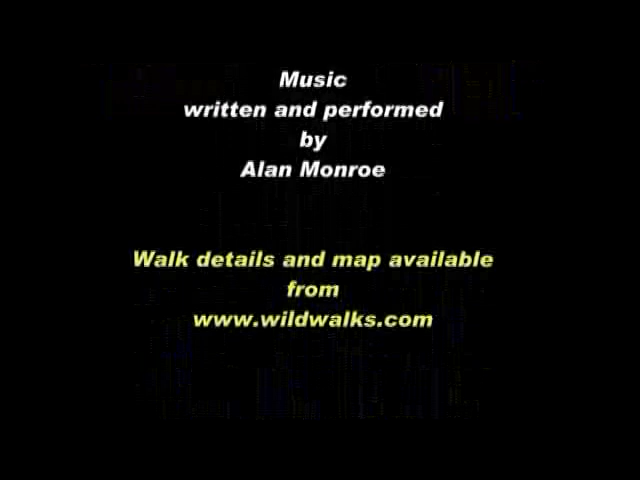 Music
written and performed
by
Alan Monroe
Walk details and map available
from
www.wildwalks.com